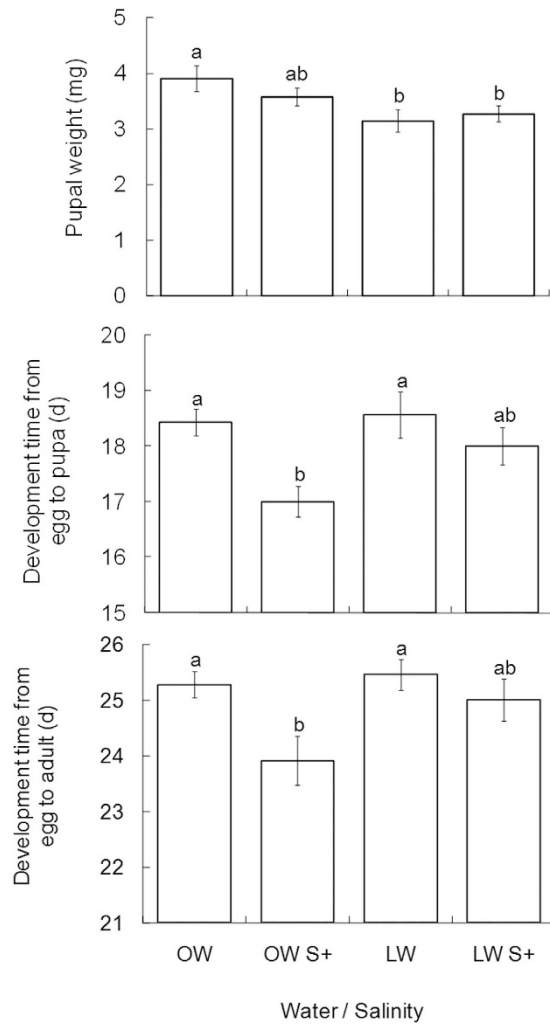 Pupal weight (mg)
5
4
3
2
1
0
a
ab
b
b
Development time from
egg to pupa (d)
20
19
18
17
16
15
a
b
a
ab
Development time from
egg to adult (d)
26
25
24
23
22
21
a
b
a
ab
OW
OW S+
LW
LW S+
Water / Salinity